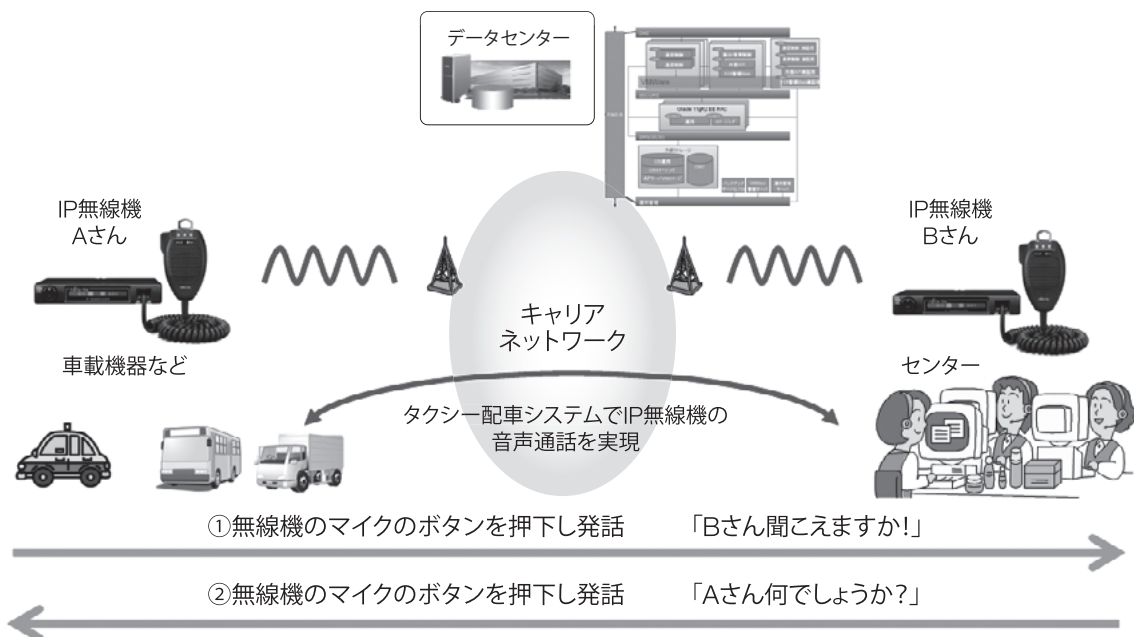 データセンター
IP無線機
Aさん
IP無線機
Bさん
キャリア
ネットワーク
車載機器など
センター
タクシー配車システムでIP無線機の
音声通話を実現
①無線機のマイクのボタンを押下し発話 「Bさん聞こえますか!」
②無線機のマイクのボタンを押下し発話 「Aさん何でしょうか?」